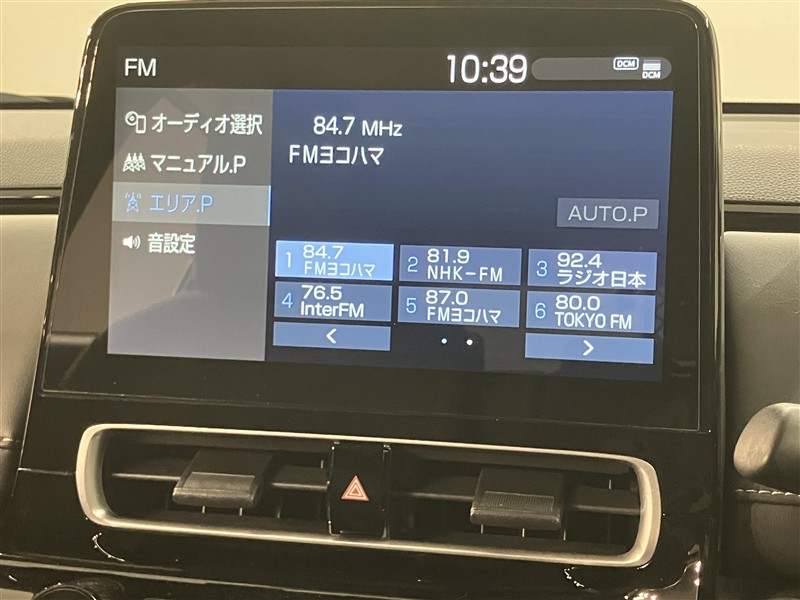 FM
10:39
DCM
DCM
オーディオ選択
マニュアル.P
エリア.P
音設定
84.7 MHz
FMヨコハマ
AUTO.P
1 84.7 FMヨコハマ
2 81.9 NHK-FM
3 92.4 ラジオ日本
4 76.5 InterFM
5 87.0 FMヨコハマ
6 80.0 TOKYO FM
<
>